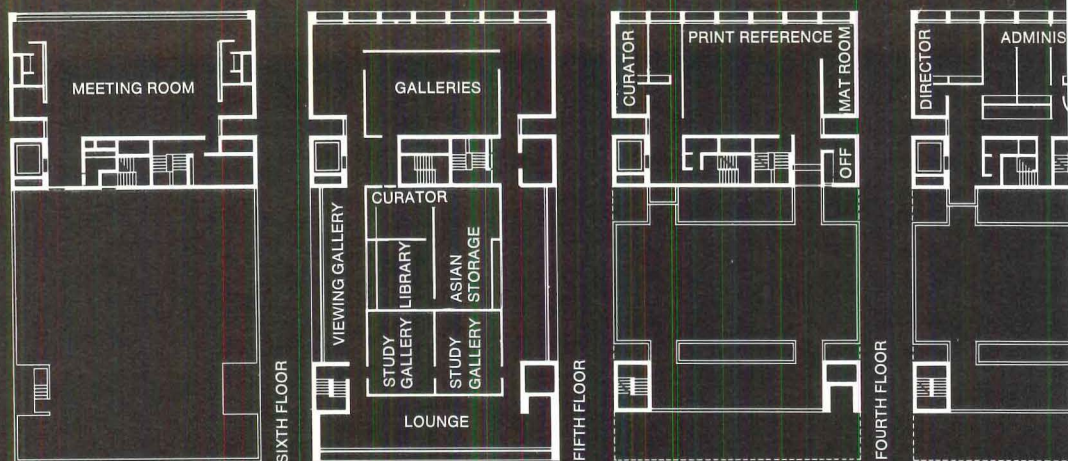 MEETING ROOM
SIXTH FLOOR
GALLERIES
CURATOR
VIEWING GALLERY
LIBRARY
ASIAN
STORAGE
STUDY
GALLERY
STUDY
GALLERY
LOUNGE
FIFTH FLOOR
CURATOR
PRINT REFERENCE
MAT ROOM
OFF
FOURTH FLOOR
DIRECTOR
ADMINIS